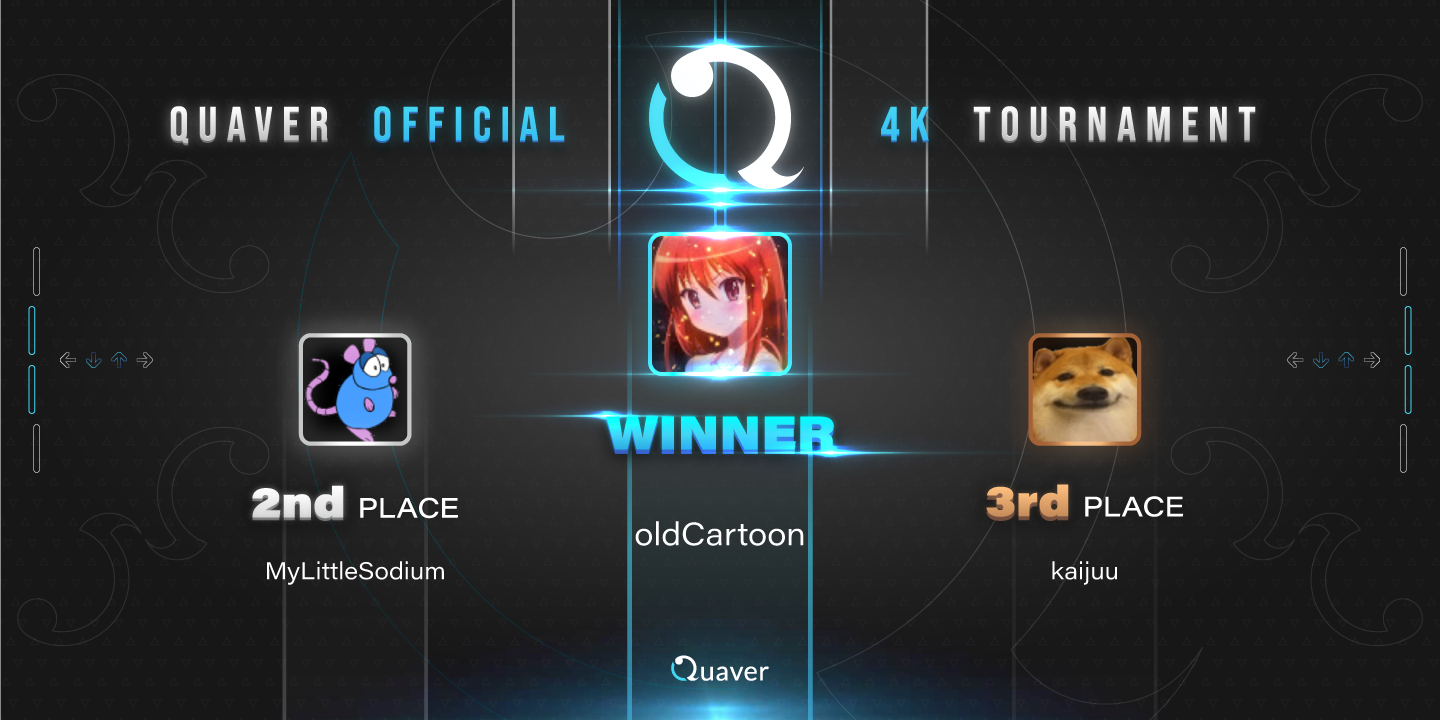 QUAVER OFFICIAL 4K TOURNAMENT
WINNER
oldCartoon
2nd PLACE
MyLittleSodium
3rd PLACE
kaijuu
Quaver